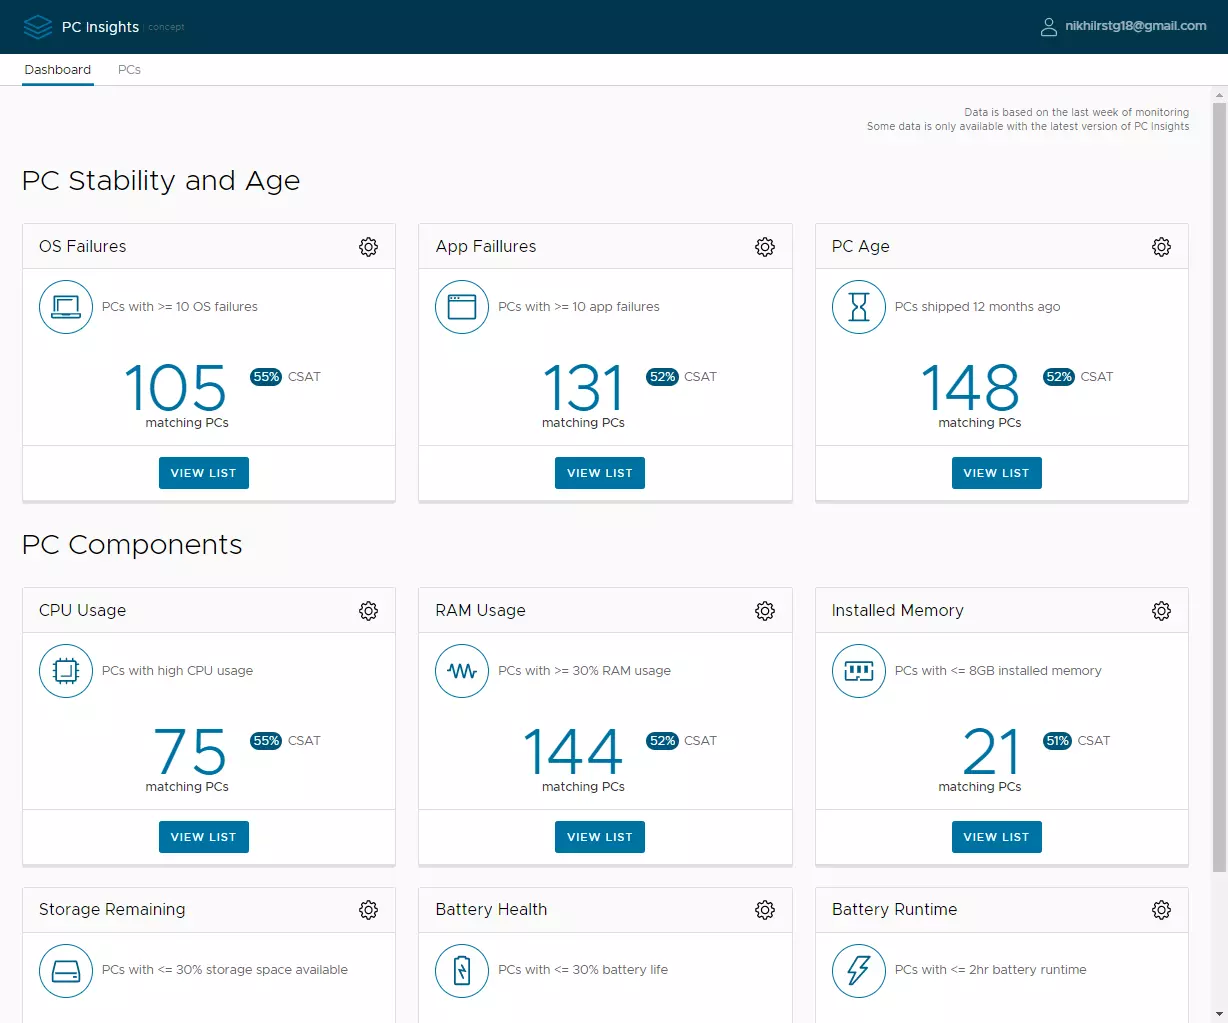 PC Insights | concept
nikhilrstg18@gmail.com
Dashboard PCs
Data is based on the last week of monitoring
Some data is only available with the latest version of PC Insights
PC Stability and Age
OS Failures
PCs with >= 10 OS failures
105 55% CSAT
matching PCs
VIEW LIST
App Faillures
PCs with >= 10 app failures
131 52% CSAT
matching PCs
VIEW LIST
PC Age
PCs shipped 12 months ago
148 52% CSAT
matching PCs
VIEW LIST
PC Components
CPU Usage
PCs with high CPU usage
75 55% CSAT
matching PCs
VIEW LIST
RAM Usage
PCs with >= 30% RAM usage
144 52% CSAT
matching PCs
VIEW LIST
Installed Memory
PCs with <= 8GB installed memory
21 51% CSAT
matching PCs
VIEW LIST
Storage Remaining
PCs with <= 30% storage space available
Battery Health
PCs with <= 30% battery life
Battery Runtime
PCs with <= 2hr battery runtime